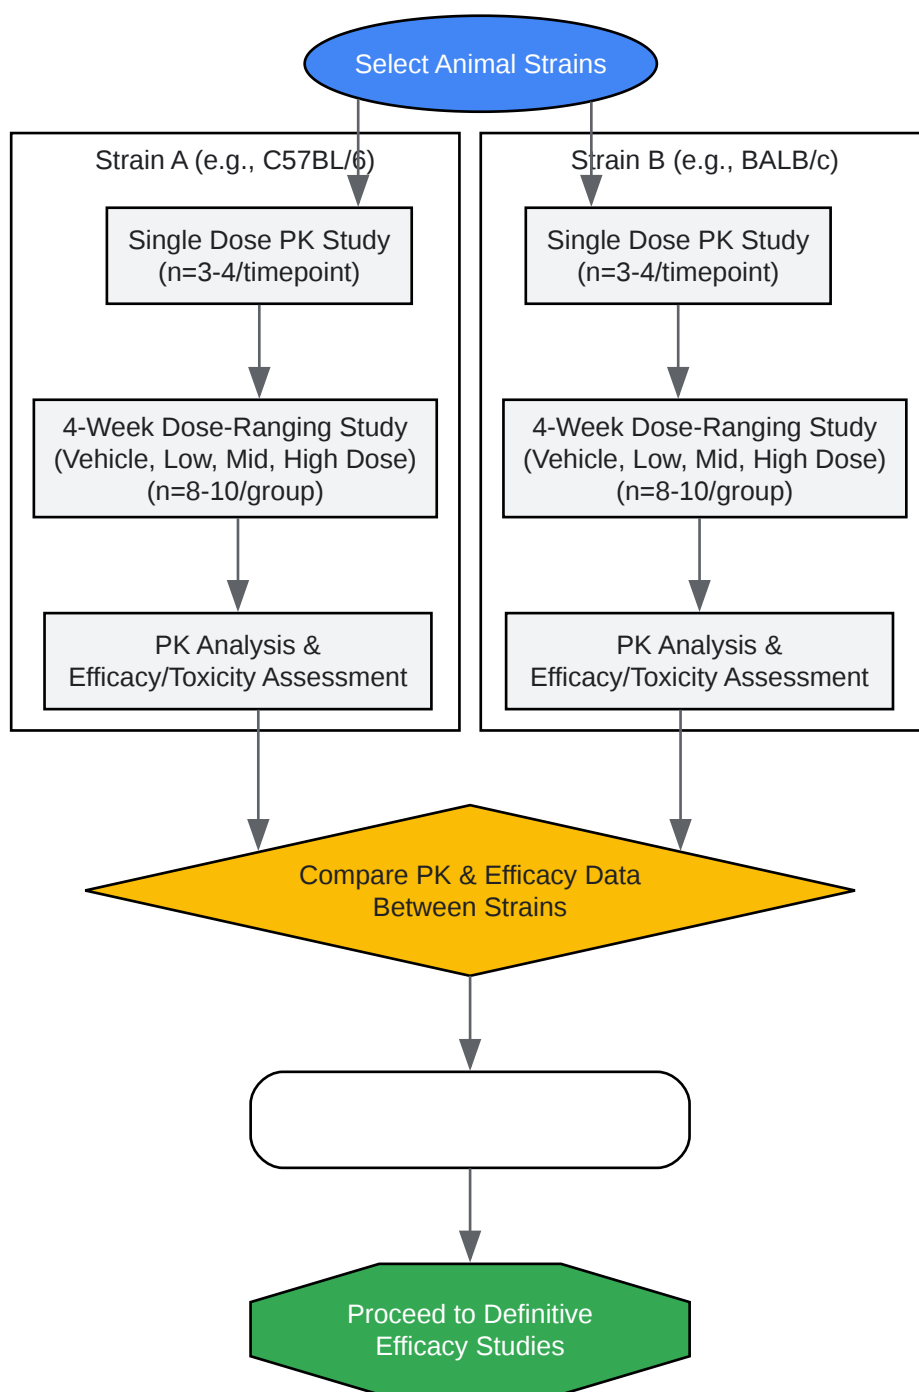 Select Animal Strains
Strain A (e.g., C57BL/6)
Single Dose PK Study
(n=3-4/timepoint)
4-Week Dose-Ranging Study
(Vehicle, Low, Mid, High Dose)
(n=8-10/group)
PK Analysis &
Efficacy/Toxicity Assessment
Strain B (e.g., BALB/c)
Single Dose PK Study
(n=3-4/timepoint)
4-Week Dose-Ranging Study
(Vehicle, Low, Mid, High Dose)
(n=8-10/group)
PK Analysis &
Efficacy/Toxicity Assessment
Compare PK & Efficacy Data
Between Strains
Proceed to Definitive
Efficacy Studies